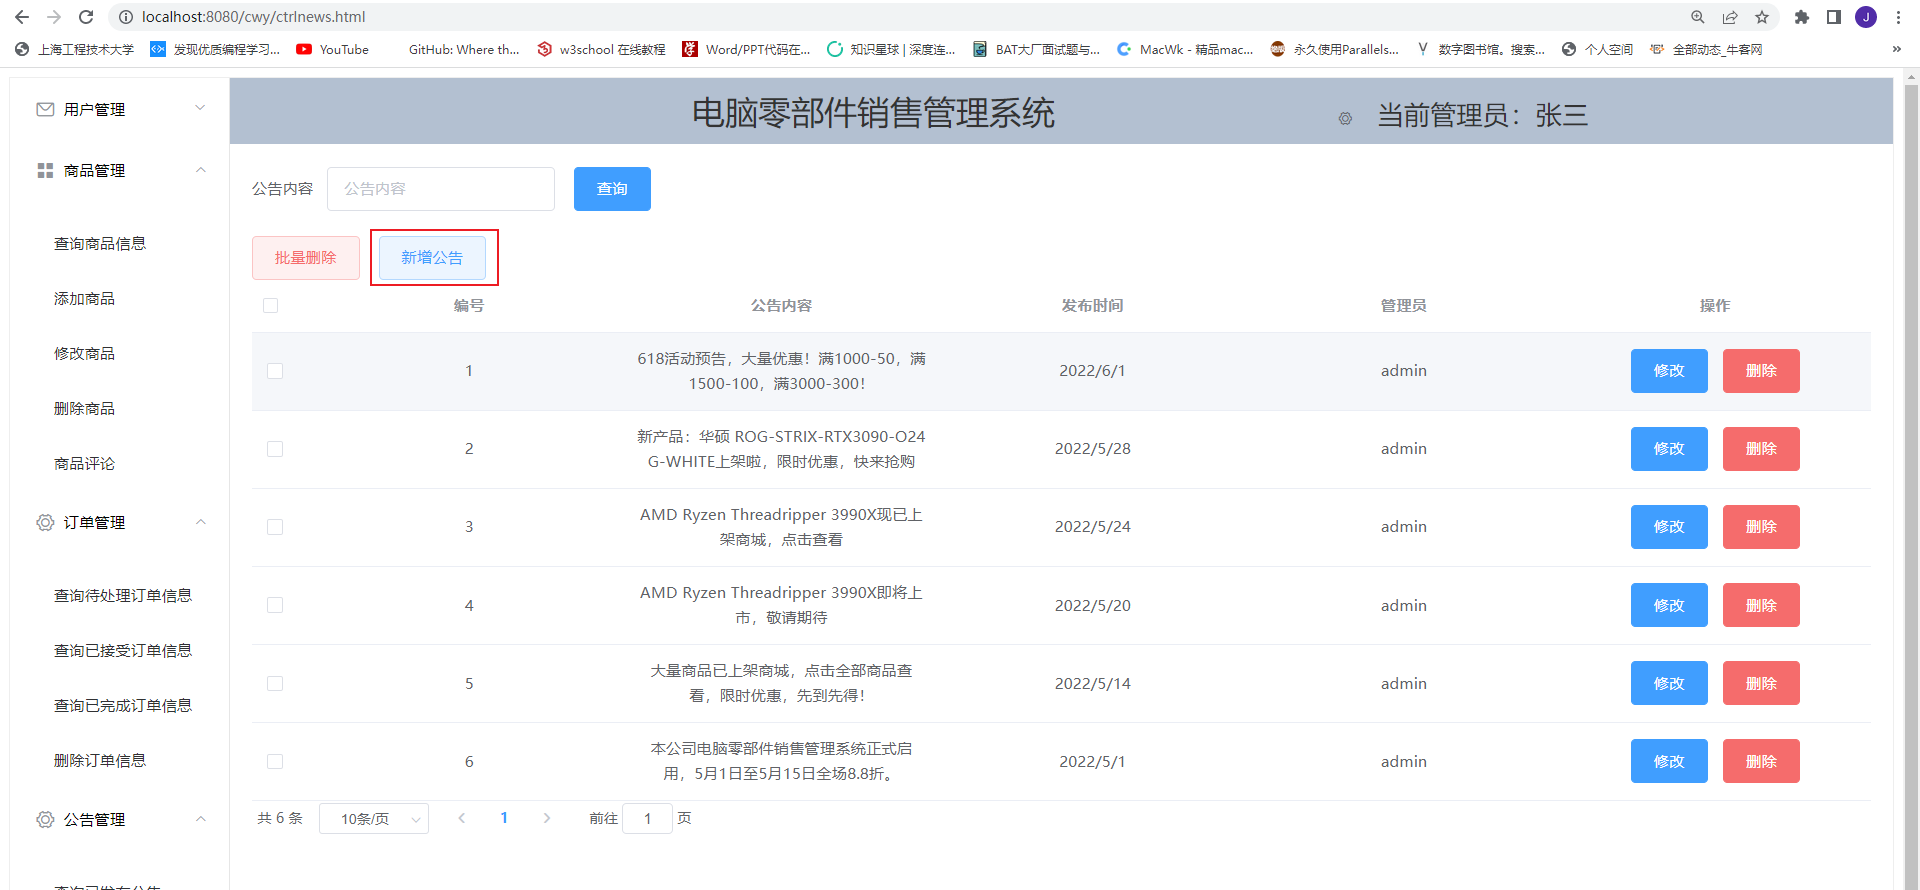 localhost:8080/cwy/ctrlnews.html
J
上海工程技术大学 发现优质编程学习... YouTube GitHub: Where th... w3school 在线教程 Word/PPT代码在... 知识星球 | 深度连... BAT大厂面试题与... MacWk - 精品mac... 永久使用Parallels... 数字图书馆。搜索... 个人空间 全部动态_牛客网 »
用户管理
电脑零部件销售管理系统 当前管理员：张三
商品管理
公告内容 公告内容 查询
查询商品信息
批量删除 新增公告
添加商品
编号 公告内容 发布时间 管理员 操作
修改商品
1 618活动预告，大量优惠！满1000-50，满
1500-100，满3000-300！ 2022/6/1 admin 修改 删除
删除商品
2 新产品：华硕 ROG-STRIX-RTX3090-O24
G-WHITE上架啦，限时优惠，快来抢购 2022/5/28 admin 修改 删除
商品评论
订单管理
3 AMD Ryzen Threadripper 3990X现已上
架商城，点击查看 2022/5/24 admin 修改 删除
查询待处理订单信息
4 AMD Ryzen Threadripper 3990X即将上
市，敬请期待 2022/5/20 admin 修改 删除
查询已接受订单信息
5 大量商品已上架商城，点击全部商品查
看，限时优惠，先到先得！ 2022/5/14 admin 修改 删除
查询已完成订单信息
删除订单信息
6 本公司电脑零部件销售管理系统正式启
用，5月1日至5月15日全场8.8折。 2022/5/1 admin 修改 删除
公告管理
共 6 条 10条/页 1 前往 1 页